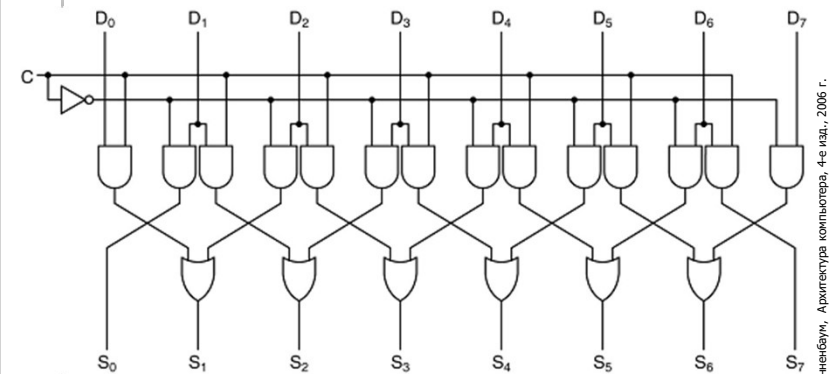 D0 D1 D2 D3 D4 D5 D6 D7
C
S0 S1 S2 S3 S4 S5 S6 S7
Архитектура компьютера, 4-е изд., 2006 г.